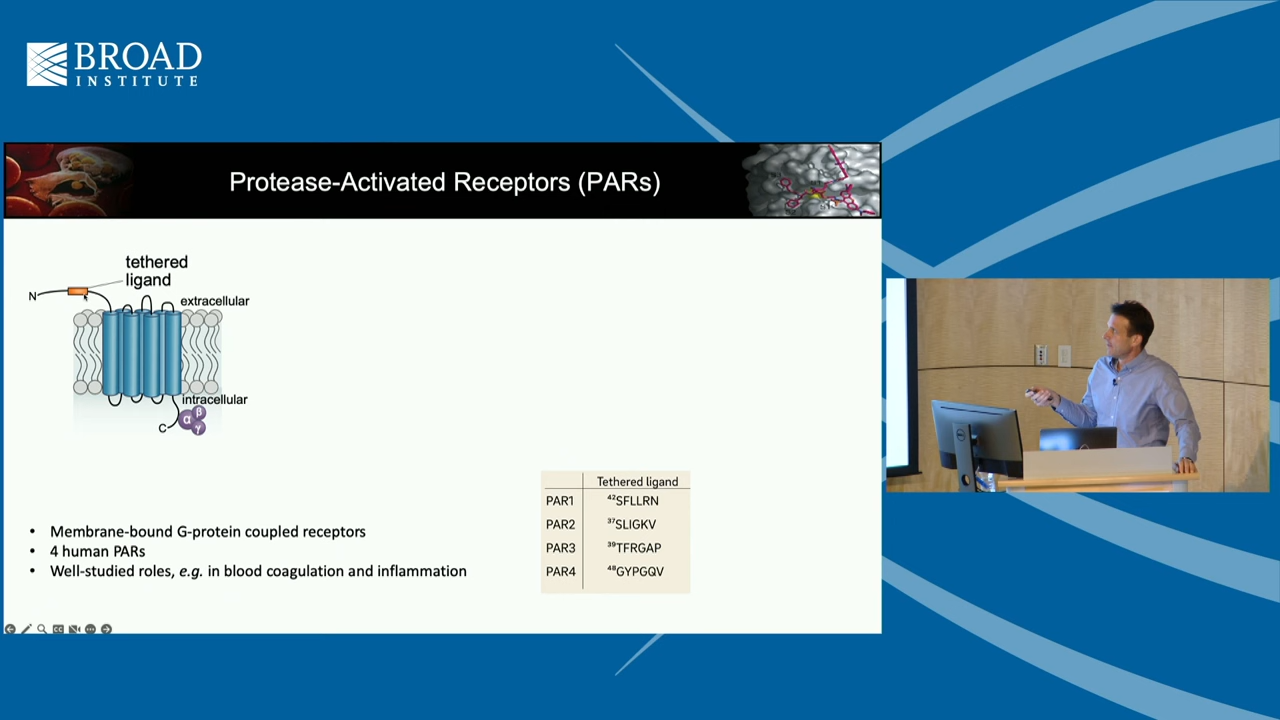 BROAD
INSTITUTE
Protease-Activated Receptors (PARs)
tethered
ligand
N
extracellular
intracellular
C
α
β
γ
• Membrane-bound G-protein coupled receptors
• 4 human PARs
• Well-studied roles, e.g. in blood coagulation and inflammation
Tethered ligand
PAR1 ⁴²SFLLRN
PAR2 ³⁷SLIGKV
PAR3 ³⁹TFRGAP
PAR4 ⁴⁸GYPGQV